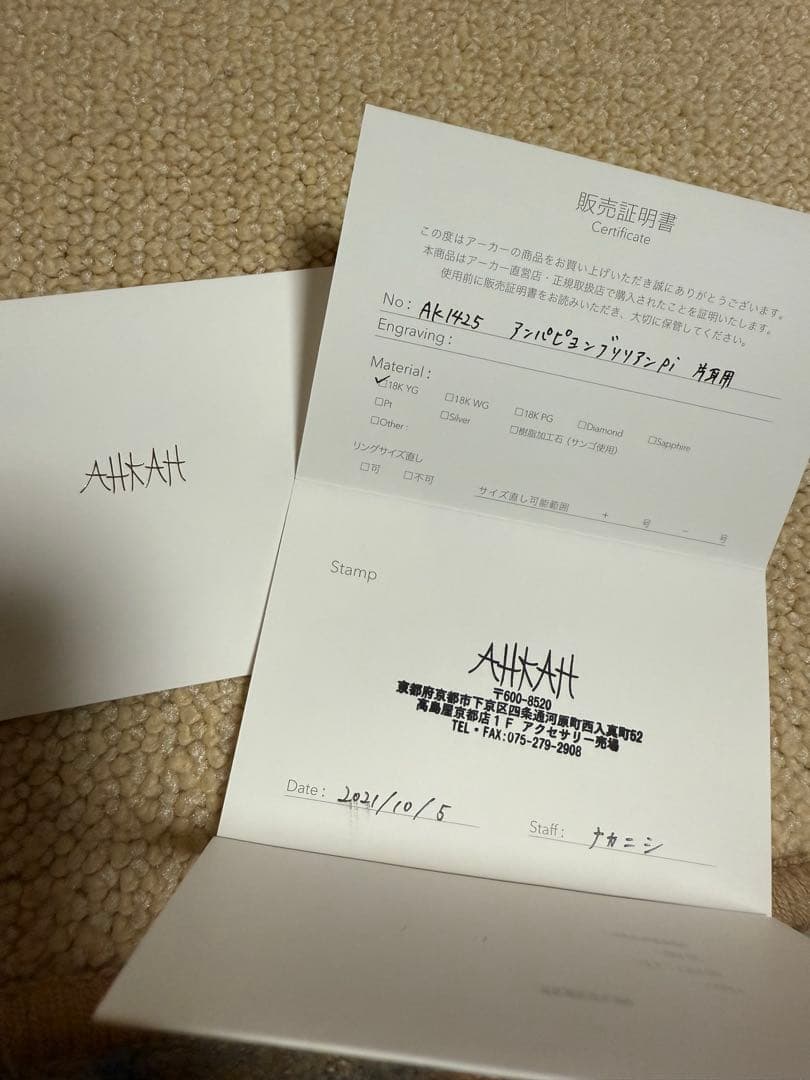 AHKAH
販売証明書
Certificate
この度はアーカーの商品をお買い上げいただき誠にありがとうございます。
本商品はアーカー直営店・正規取扱店で購入されたことを証明いたします。
使用前に販売証明書をお読みいただき、大切に保管してください。
No : AK1425 アンパピヨンブリリアンPi 片耳用
Engraving :
Material :
✓□18K YG □18K WG □18K PG □Diamond □Sapphire
□Pt □Silver □樹脂加工石（サンゴ使用）
□Other :
リングサイズ直し
□可 □不可 サイズ直し可能範囲 + 号 − 号
Stamp
AHKAH
〒600-8520
京都府京都市下京区四条通河原町西入真町52
高島屋京都店１F アクセサリー売場
TEL・FAX:075-279-2908
Date : 2021/10/5
Staff : ナカニシ